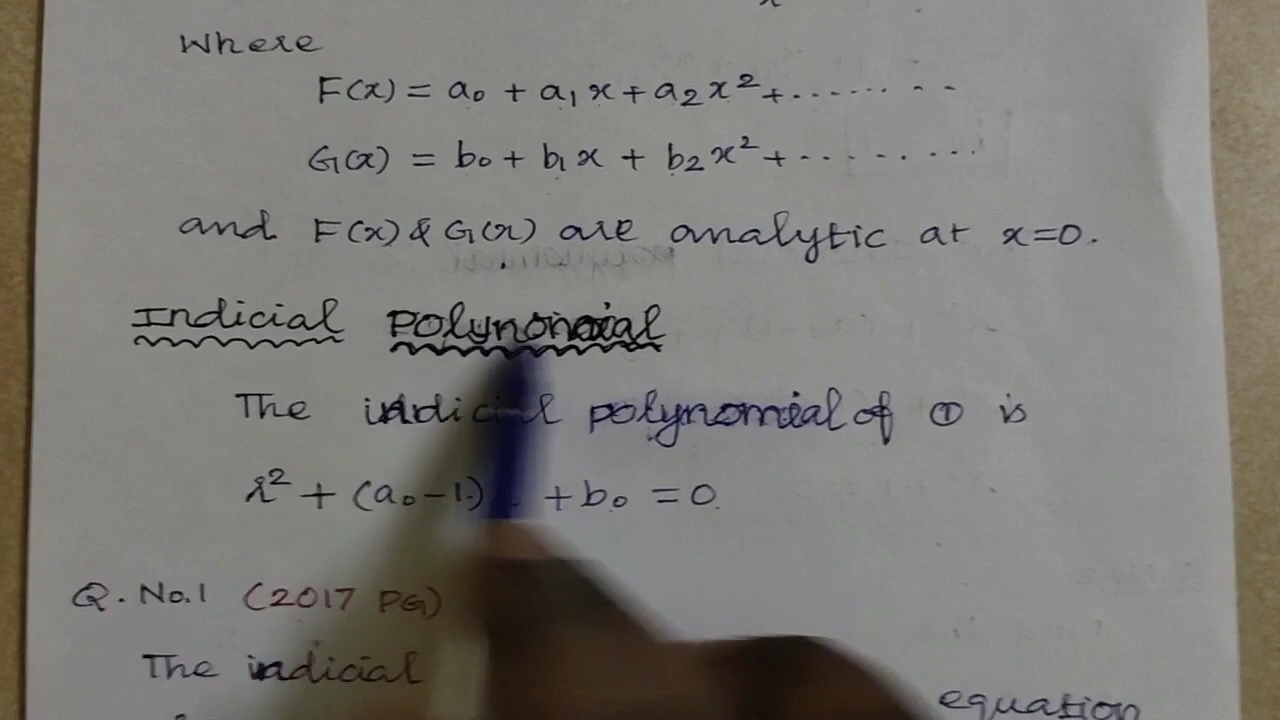 Where
F(x) = a₀ + a₁x + a₂x² + ......... - -
G(x) = b₀ + b₁x + b₂x² + ..........
and F(x) & G(x) are analytic at x=0.
Indicial Polynomial
The indicial polynomial of ① is
r² + (a₀-1) + b₀ = 0
Q. No.1 (2017 PG)
The indicial
equation